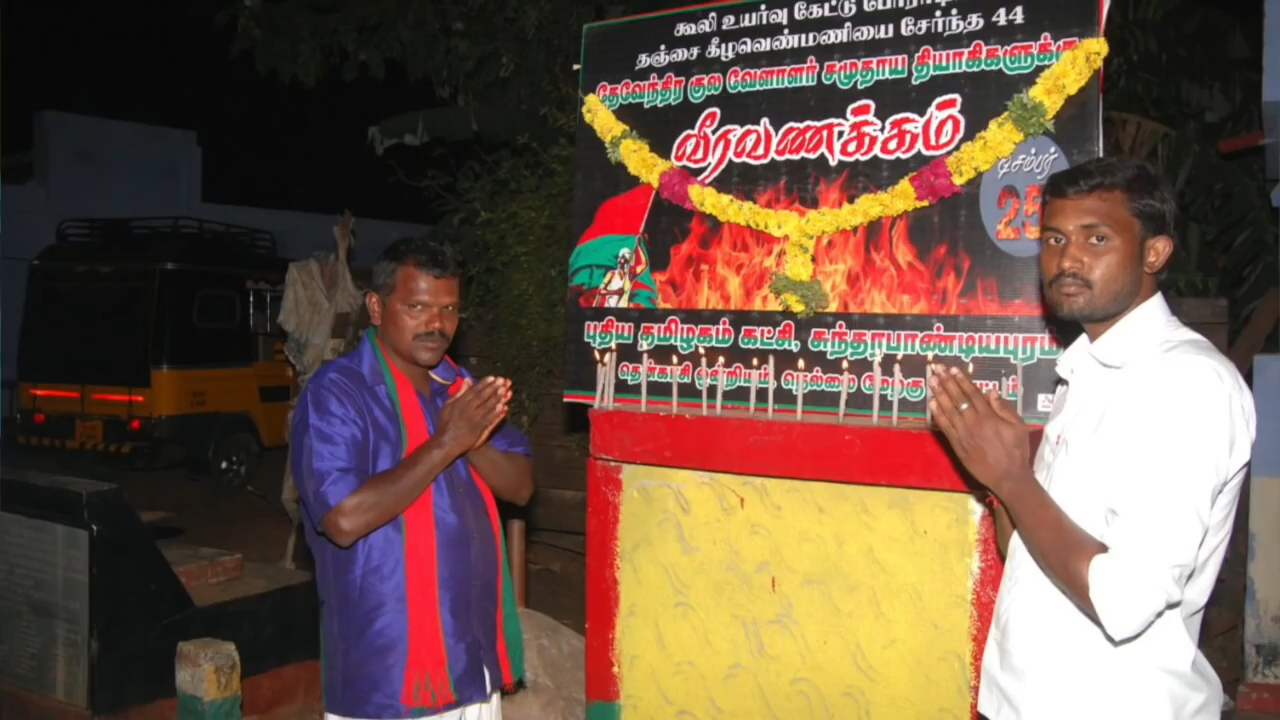 கூலி உயர்வு கேட்டு
தஞ்சை கீழவெண்மணியை சேர்ந்த 44
தேவேந்திர குல வேளாளர் சமுதாய தியாகிகளுக்கு
வீரவணக்கம்
டிசம்பர்
25
புதிய தமிழகம் கட்சி, சுந்தரபாண்டியபுரம்
தென்காசி ஒன்றியம், நெல்லை மேற்கு